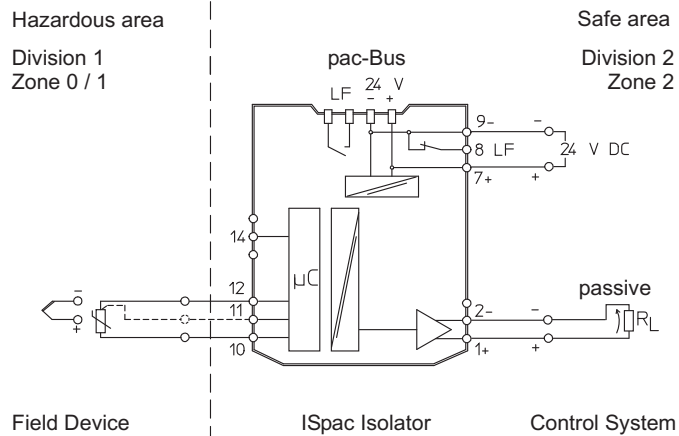 Hazardous area
Safe area
Division 1
Zone 0 / 1
pac-Bus
Division 2
Zone 2
LF
24 V
- +
9-
-
8 LF
24 V DC
7+
+
14
µC
12
-
11
+
10
passive
2-
-
RL
1+
+
Field Device
ISpac Isolator
Control System